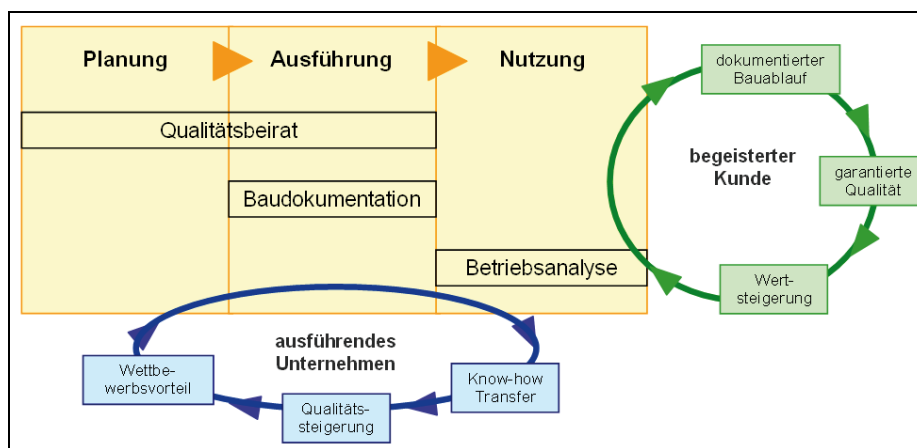 Planung
Ausführung
Nutzung
Qualitätsbeirat
Baudokumentation
Betriebsanalyse
dokumentierter
Bauablauf
begeisterter
Kunde
garantierte
Qualität
Wert-
steigerung
ausführendes
Unternehmen
Wettbe-
werbsvorteil
Qualitäts-
steigerung
Know-how
Transfer